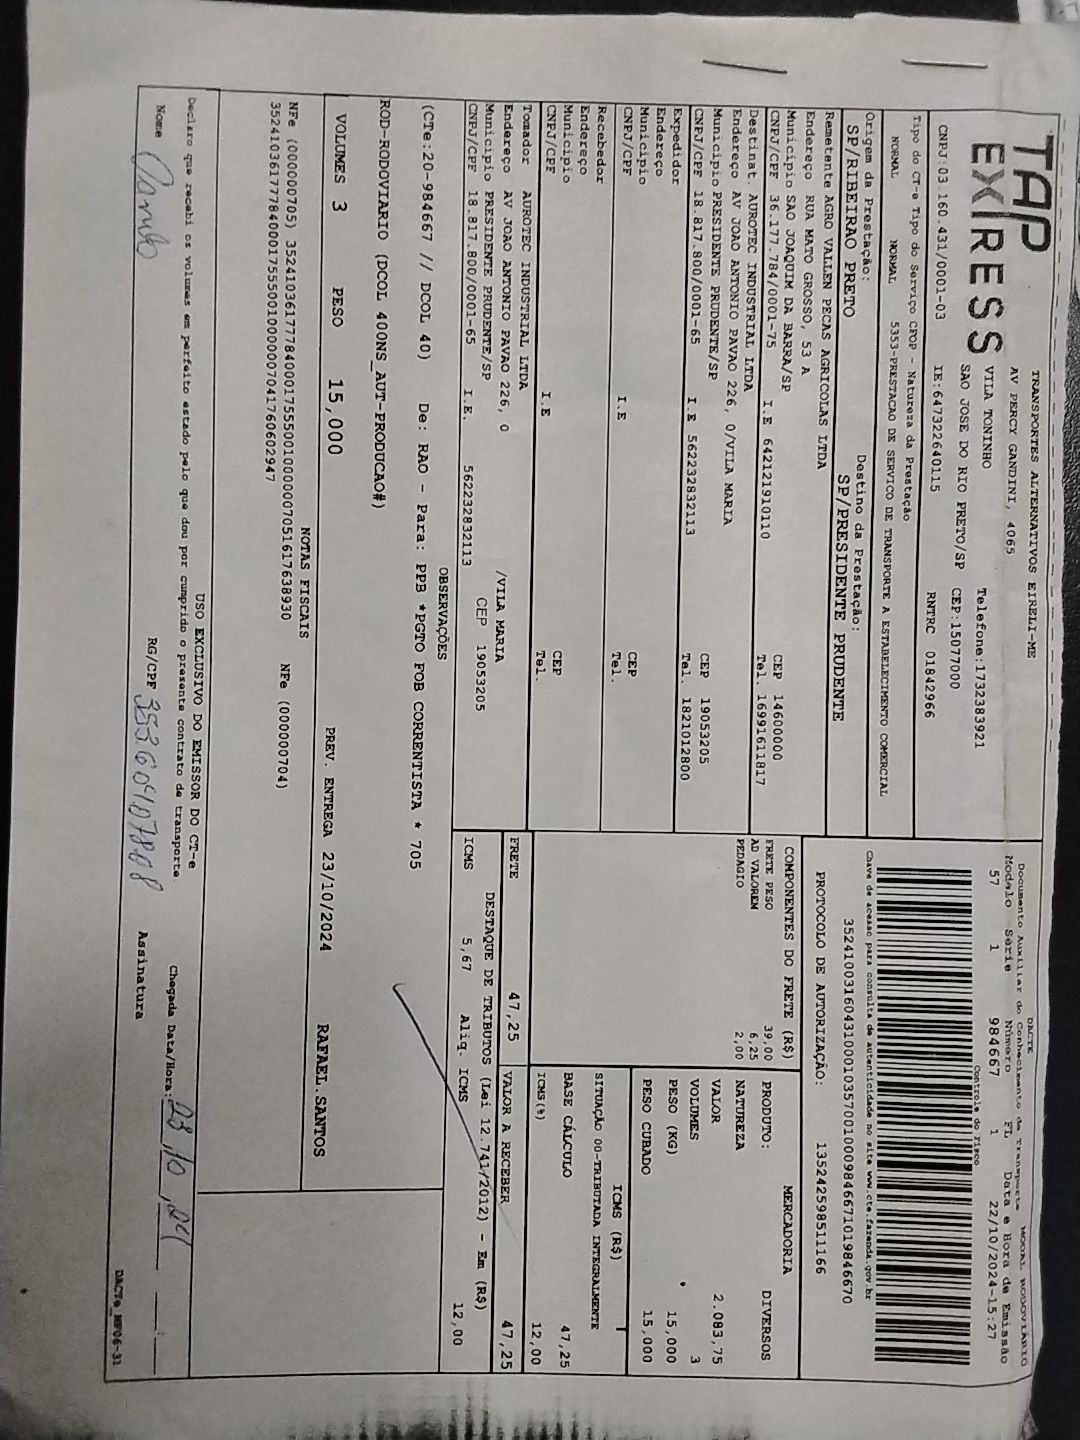 TAP
EXPRESS
TRANSPORTES ALTERNATIVOS EIRELI-ME
AV PERCY GANDINI, 4065
VILA TONINHO
SAO JOSE DO RIO PRETO/SP
Telefone:1732383921
CEP:15077000
CNPJ:03.160.431/0001-03 IE:647322640115 RNTRC 01842966
Tipo do CT-e Tipo do Serviço CFOP - Natureza da Prestação
NORMAL NORMAL 5353-PRESTACAO DE SERVICO DE TRANSPORTE A ESTABELECIMENTO COMERCIAL
Origem da Prestação: Destino da Prestação:
SP/RIBEIRAO PRETO SP/PRESIDENTE PRUDENTE
Remetente AGRO VALLEN PECAS AGRICOLAS LTDA
Endereço RUA MATO GROSSO, 53 A
Município SAO JOAQUIM DA BARRA/SP CEP 14600000
CNPJ/CPF 36.177.784/0001-75 I.E 642121910110 Tel. 16991611817
Destinat. AUROTEC INDUSTRIAL LTDA
Endereço AV JOAO ANTONIO PAVAO 226, 0/VILA MARIA
Município PRESIDENTE PRUDENTE/SP CEP 19053205
CNPJ/CPF 18.817.800/0001-65 I.E 562232832113 Tel. 1821012800
Expedidor
Endereço
Município CEP
CNPJ/CPF I.E Tel.
Recebedor
Endereço
Município CEP
CNPJ/CPF I.E Tel.
Tomador AUROTEC INDUSTRIAL LTDA
Endereço AV JOAO ANTONIO PAVAO 226, 0 /VILA MARIA
Município PRESIDENTE PRUDENTE/SP CEP 19053205
CNPJ/CPF 18.817.800/0001-65 I.E. 562232832113
OBSERVAÇÕES
(CTe:20-984667 // DCOL 40) De: RAO - Para: PPB *PGTO FOB CORRENTISTA * 705
ROD-RODOVIARIO (DCOL 400NS_AUT-PRODUCAO#)
VOLUMES 3 PESO 15,000 PREV. ENTREGA 23/10/2024 RAFAEL.SANTOS
NOTAS FISCAIS
NFe (000000705) 35241036177784000175550010000007051617638930 NFe (000000704)
35241036177784000175550010000007041760602947
DACTE
Documento Auxiliar do Conhecimento de Transporte MODAL RODOVIÁRIO
Modelo Série Número FL Data e Hora de Emissão
57 1 984667 1 22/10/2024-15:27
Controle do Fisco
Chave de acesso para consulta de autenticidade no site www.cte.fazenda.gov.br
35241003160431000103570010009846671019846670
PROTOCOLO DE AUTORIZAÇÃO: 135242598511166
COMPONENTES DO FRETE (R$)
FRETE PESO 39,00
AD VALOREM 6,25
PEDAGIO 2,00
MERCADORIA
PRODUTO: DIVERSOS
NATUREZA
VALOR 2.083,75
VOLUMES 3
PESO (KG) 15,000
PESO CUBADO 15,000
ICMS (R$)
SITUAÇÃO 00-TRIBUTADA INTEGRALMENTE
BASE CÁLCULO 47,25
ICMS(%) 12,00
FRETE 47,25 VALOR A RECEBER 47,25
DESTAQUE DE TRIBUTOS (Lei 12.741/2012) - Em (R$)
ICMS 5,67 Aliq. ICMS 12,00
USO EXCLUSIVO DO EMISSOR DO CT-e
Declaro que recebi os volumes em perfeito estado pelo que dou por cumprido o presente contrato de transporte.
Chegada Data/Hora: 23,10,24
Nome RG/CPF 35360907808 Assinatura
DACTe_MF06-31